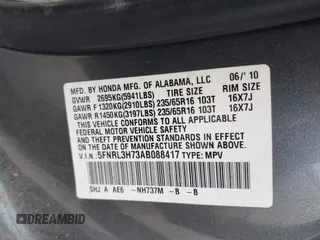 MFD. BY HONDA MFG. OF ALABAMA, LLC 06/'10
GVWR 2695KG(5941LBS) TIRE SIZE RIM SIZE
GAWR F 1320KG(2910LBS) 235/65R16 103T 16X7J
GAWR R 1450KG(3197LBS) 235/65R16 103T 16X7J
THIS VEHICLE CONFORMS TO ALL APPLICABLE
FEDERAL MOTOR VEHICLE SAFETY AND THEFT
PREVENTION STANDARDS IN EFFECT ON THE
DATE OF MANUFACTURE SHOWN ABOVE.
V.I.N.: 5FNRL3H73AB088417 TYPE: MPV
SHJ A AE6 -NH737M -B -B
DREAMBID